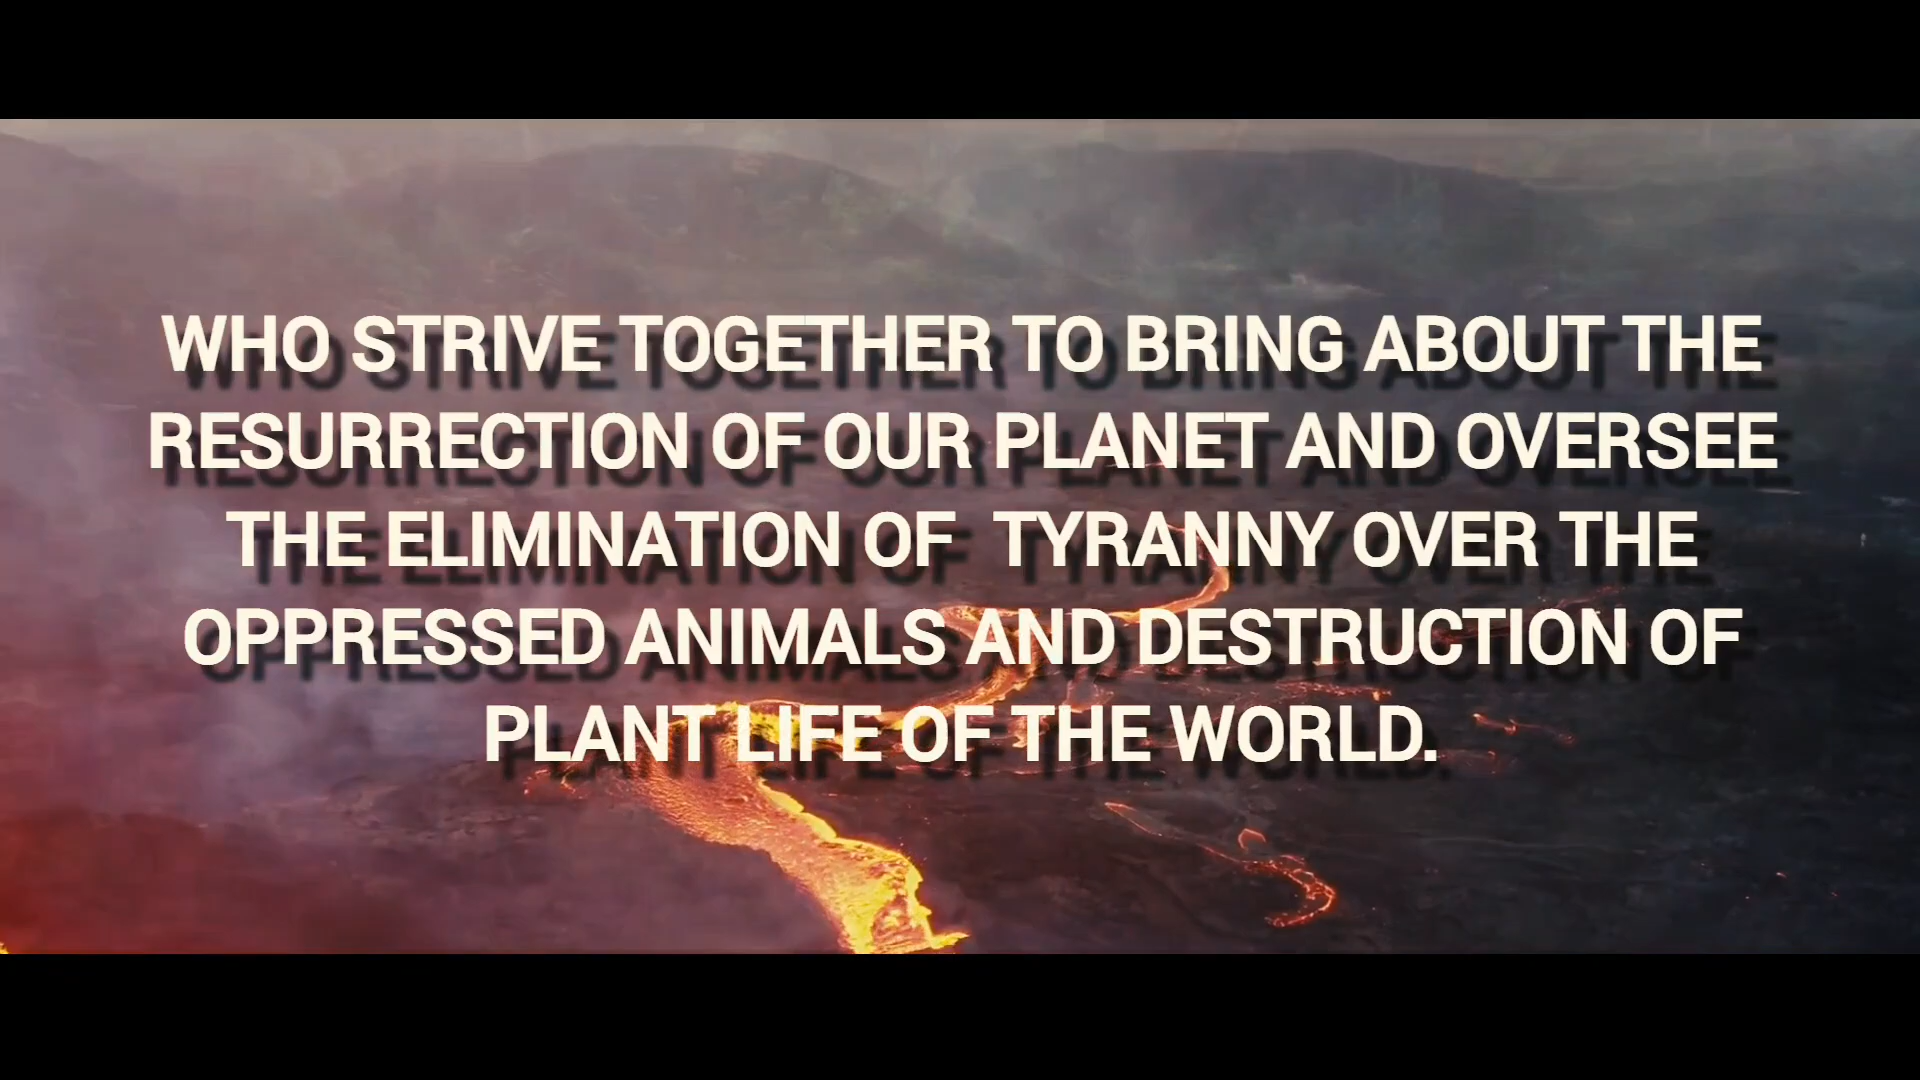 WHO STRIVE TOGETHER TO BRING ABOUT THE
RESURRECTION OF OUR PLANET AND OVERSEE
THE ELIMINATION OF  TYRANNY OVER THE
OPPRESSED ANIMALS AND DESTRUCTION OF
PLANT LIFE OF THE WORLD.